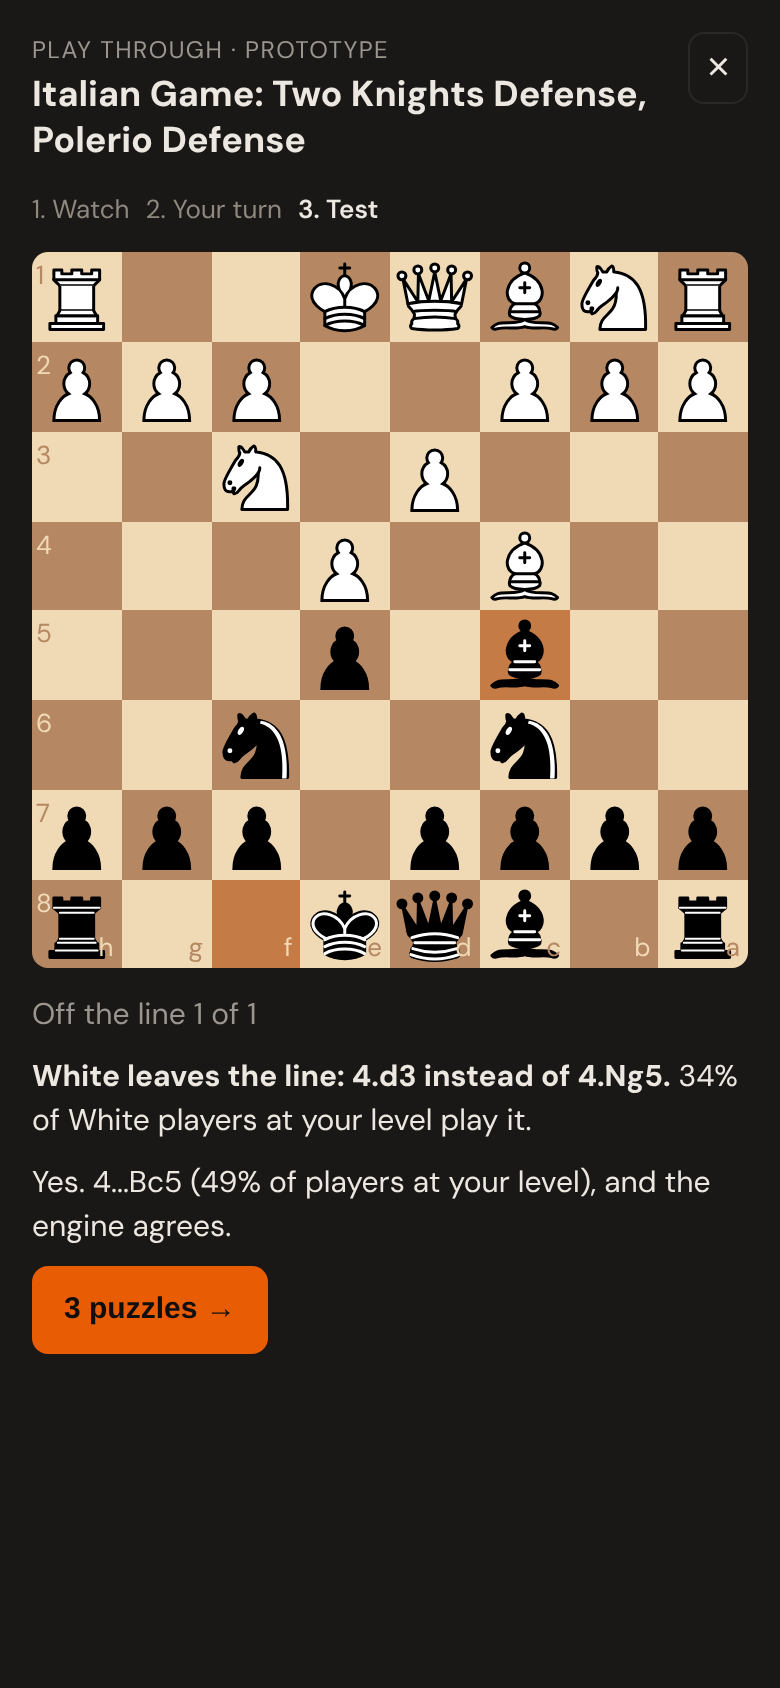 PLAY THROUGH · PROTOTYPE
Italian Game: Two Knights Defense,
Polerio Defense
×
1. Watch 2. Your turn 3. Test
1
2
3
4
5
6
7
8
h g f e d c b a
Off the line 1 of 1
White leaves the line: 4.d3 instead of 4.Ng5. 34%
of White players at your level play it.
Yes. 4...Bc5 (49% of players at your level), and the
engine agrees.
3 puzzles →